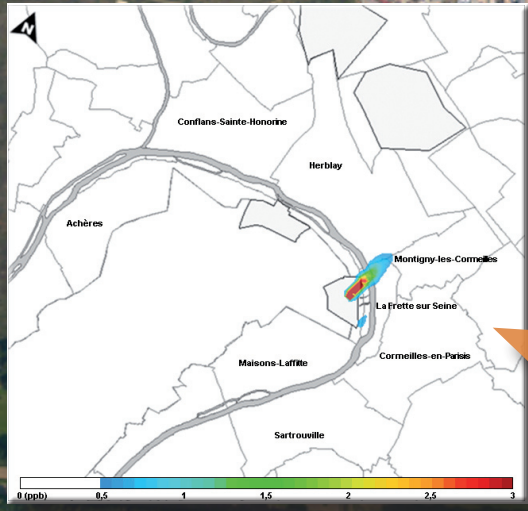 N
Conflans-Sainte-Honorine
Herblay
Achères
Montigny-les-Cormeilles
La Frette sur Seine
Cormeilles-en-Parisis
Maisons-Laffitte
Sartrouville
0 (ppb) 0,5 1 1,5 2 2,5 3